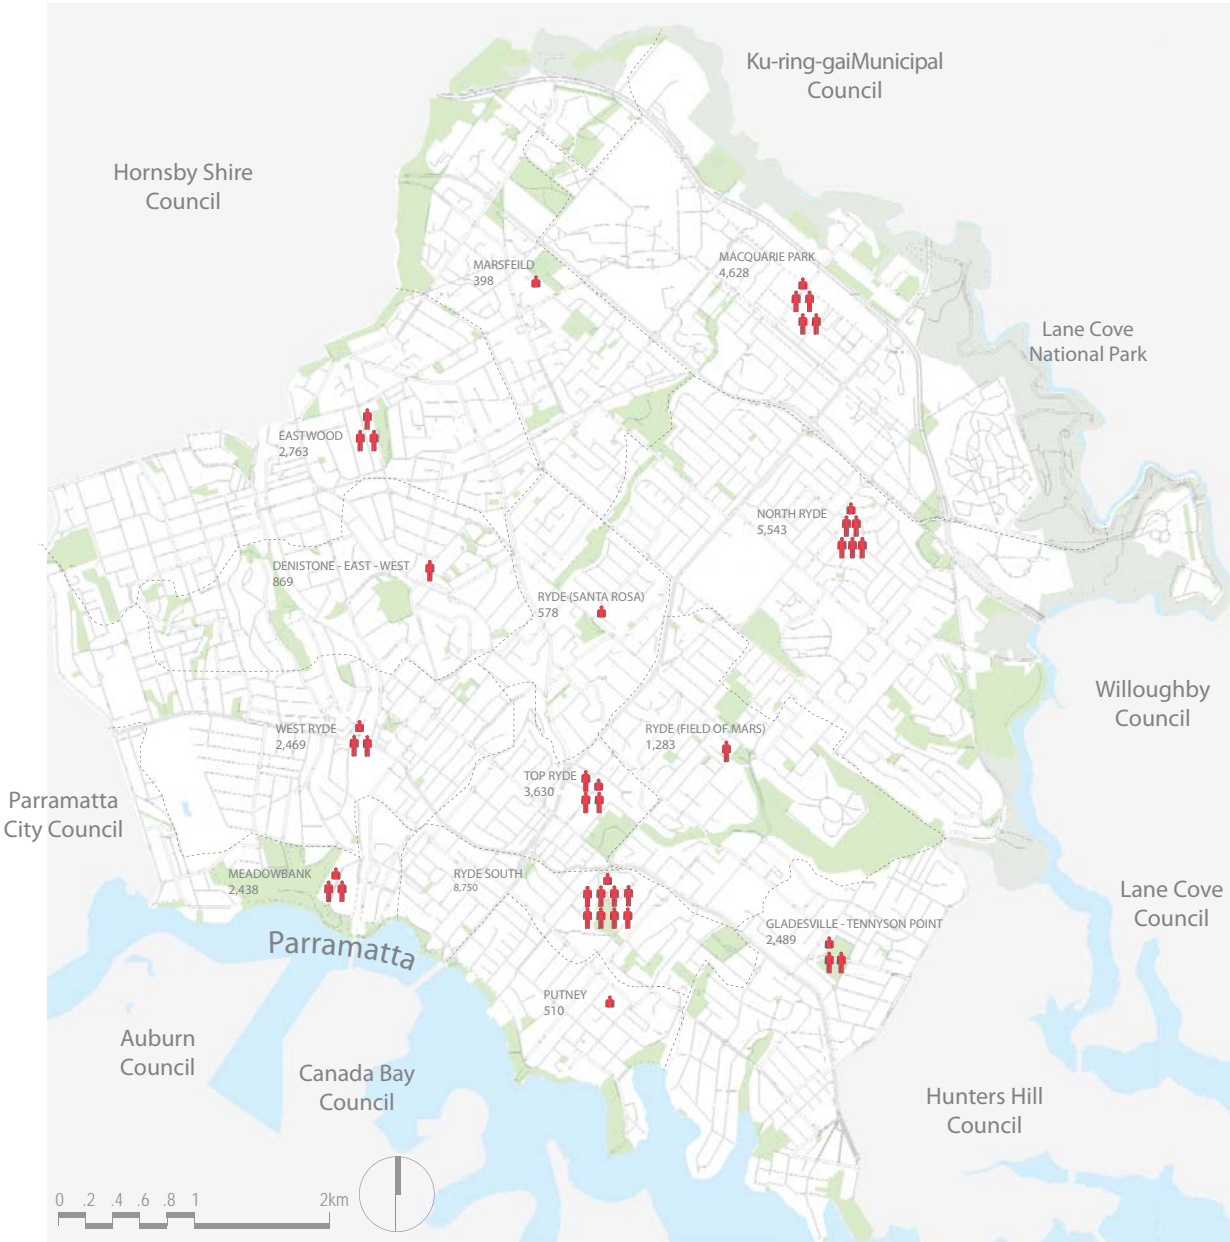 Ku-ring-gaiMunicipal
Council
Hornsby Shire
Council
MARSFEILD
398
MACQUARIE PARK
4,628
Lane Cove
National Park
EASTWOOD
2,763
NORTH RYDE
5,543
DENISTONE - EAST - WEST
869
RYDE (SANTA ROSA)
578
Willoughby
Council
WEST RYDE
2,469
RYDE (FIELD OF MARS)
1,283
TOP RYDE
3,630
Parramatta
City Council
MEADOWBANK
2,438
RYDE SOUTH
8,750
Lane Cove
Council
GLADESVILLE - TENNYSON POINT
2,489
Parramatta
PUTNEY
510
Auburn
Council
Canada Bay
Council
Hunters Hill
Council
0 .2 .4 .6 .8 1 2km